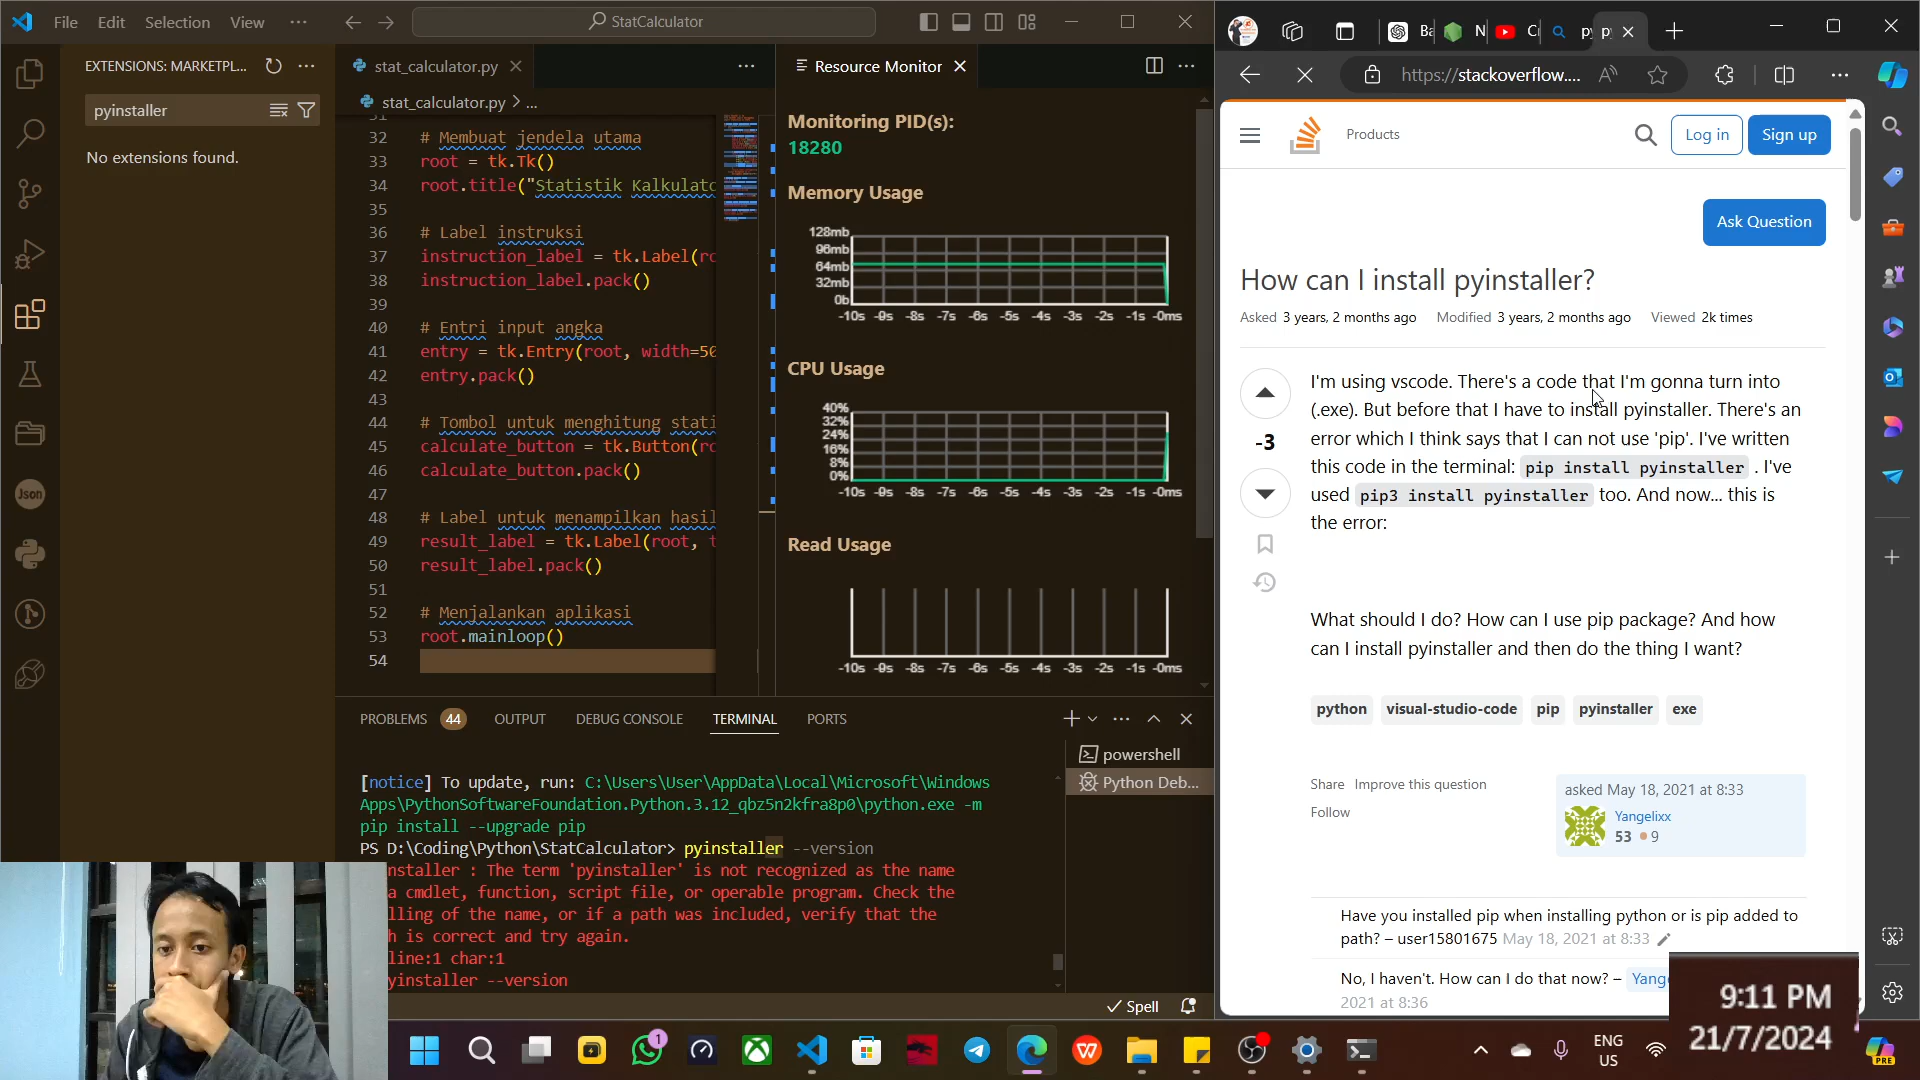 File Edit Selection View ...
StatCalculator
EXTENSIONS: MARKETPL...
pyinstaller
No extensions found.
Json
stat_calculator.py
stat_calculator.py > ...
31
32 # Membuat jendela utama
33 root = tk.Tk()
34 root.title("Statistik Kalkulato
35
36 # Label instruksi
37 instruction_label = tk.Label(ro
38 instruction_label.pack()
39
40 # Entri input angka
41 entry = tk.Entry(root, width=50
42 entry.pack()
43
44 # Tombol untuk menghitung stati
45 calculate_button = tk.Button(ro
46 calculate_button.pack()
47
48 # Label untuk menampilkan hasil
49 result_label = tk.Label(root, t
50 result_label.pack()
51
52 # Menjalankan aplikasi
53 root.mainloop()
54
Resource Monitor
Monitoring PID(s):
18280
Memory Usage
128mb
96mb
64mb
32mb
0b
-10s -9s -8s -7s -6s -5s -4s -3s -2s -1s -0ms
CPU Usage
40%
32%
24%
16%
8%
0%
-10s -9s -8s -7s -6s -5s -4s -3s -2s -1s -0ms
Read Usage
-10s -9s -8s -7s -6s -5s -4s -3s -2s -1s -0ms
PROBLEMS 44 OUTPUT DEBUG CONSOLE TERMINAL PORTS
powershell
Python Deb...
[notice] To update, run: C:\Users\User\AppData\Local\Microsoft\Windows
Apps\PythonSoftwareFoundation.Python.3.12_qbz5n2kfra8p0\python.exe -m
pip install --upgrade pip
PS D:\Coding\Python\StatCalculator> pyinstaller --version
nstaller : The term 'pyinstaller' is not recognized as the name
a cmdlet, function, script file, or operable program. Check the
lling of the name, or if a path was included, verify that the
h is correct and try again.
line:1 char:1
yinstaller --version
Spell
Ba
N
C
py
p
https://stackoverflow....
Products
Log in
Sign up
Ask Question
How can I install pyinstaller?
Asked 3 years, 2 months ago Modified 3 years, 2 months ago Viewed 2k times
-3
I'm using vscode. There's a code that I'm gonna turn into
(.exe). But before that I have to install pyinstaller. There's an
error which I think says that I can not use 'pip'. I've written
this code in the terminal: pip install pyinstaller . I've
used pip3 install pyinstaller too. And now... this is
the error:
What should I do? How can I use pip package? And how
can I install pyinstaller and then do the thing I want?
python visual-studio-code pip pyinstaller exe
Share Improve this question
Follow
asked May 18, 2021 at 8:33
Yangelixx
53 9
Have you installed pip when installing python or is pip added to
path? – user15801675 May 18, 2021 at 8:33
No, I haven't. How can I do that now? – Yang
2021 at 8:36
1
ENG
US
9:11 PM
21/7/2024
PRE